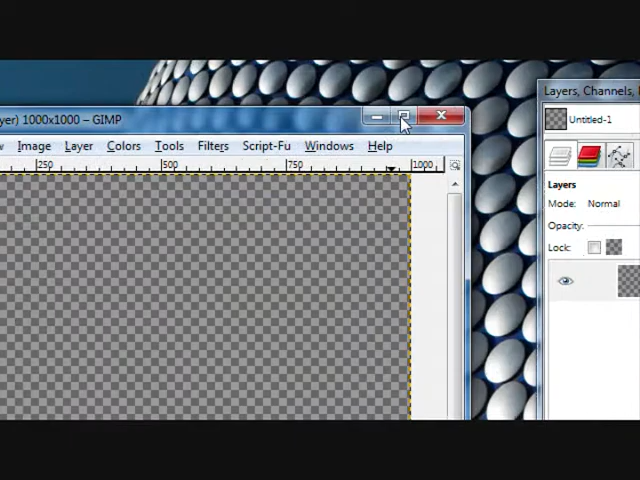 Layers, Channels,
yer) 1000x1000 – GIMP
Untitled-1
w Image Layer Colors Tools Filters Script-Fu Windows Help
250 500 750 1000
Layers
Mode: Normal
Opacity:
Lock: